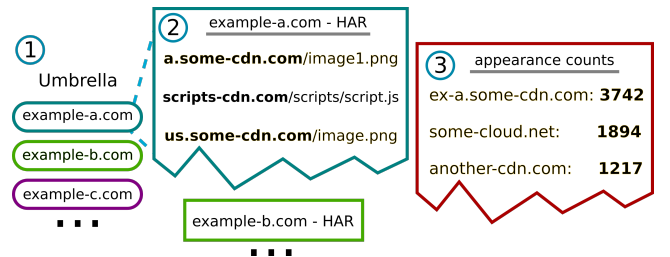 1
Umbrella
example-a.com
example-b.com
example-c.com
...
2
example-a.com - HAR
a.some-cdn.com/image1.png
scripts-cdn.com/scripts/script.js
us.some-cdn.com/image.png
example-b.com - HAR
...
3
appearance counts
ex-a.some-cdn.com: 3742
some-cloud.net: 1894
another-cdn.com: 1217